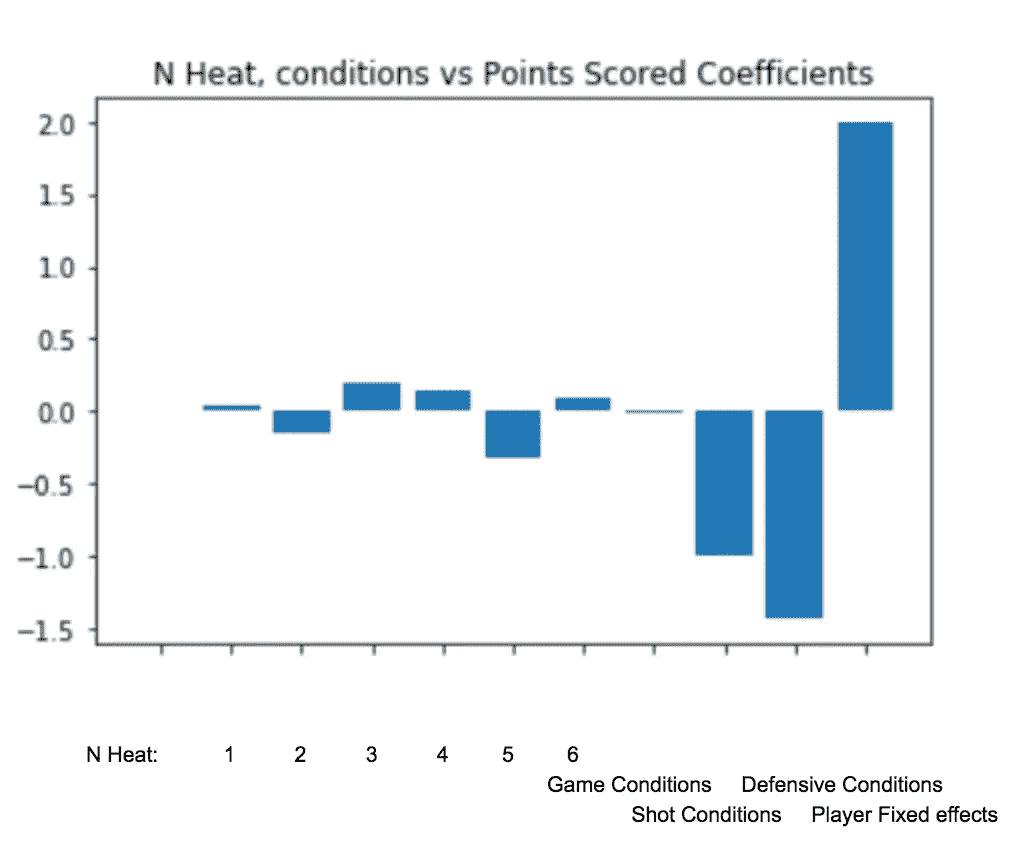 N Heat, conditions vs Points Scored Coefficients
2.0
1.5
1.0
0.5
0.0
−0.5
−1.0
−1.5
N Heat: 1 2 3 4 5 6
Game Conditions Defensive Conditions
Shot Conditions Player Fixed effects